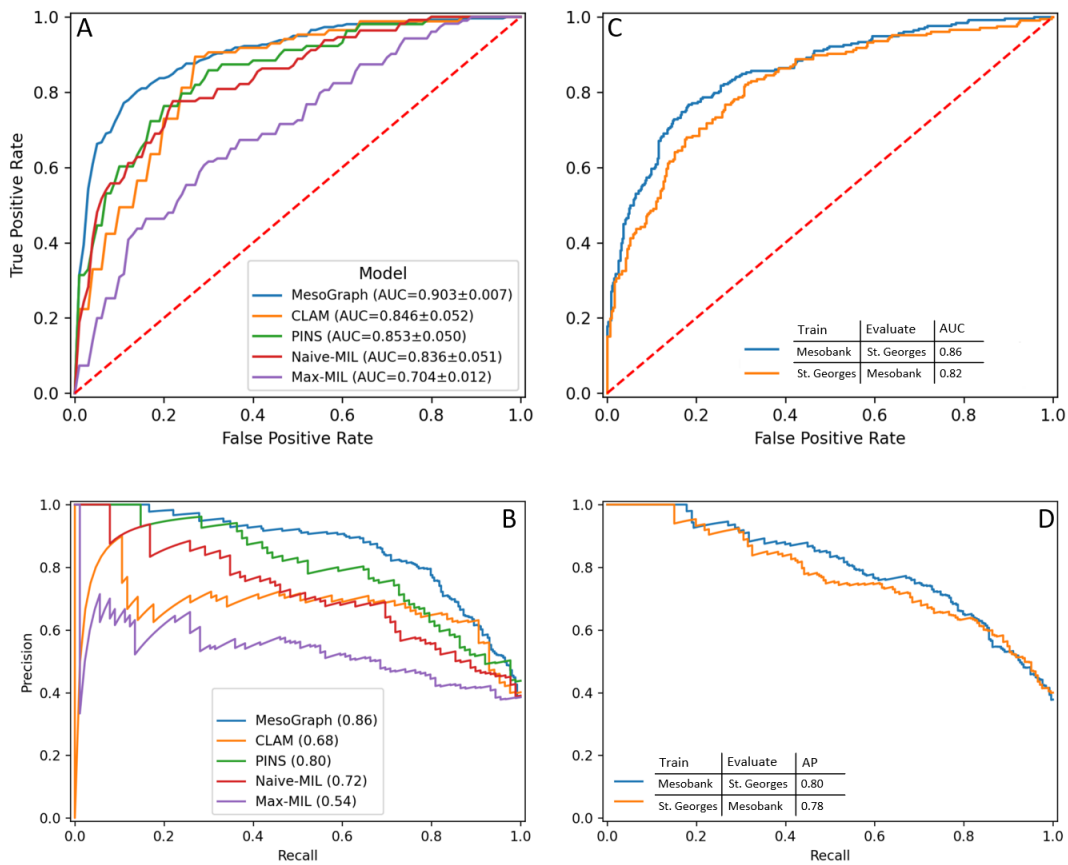 A
1.0
0.8
0.6
0.4
0.2
0.0
True Positive Rate
Model
MesoGraph (AUC=0.903±0.007)
CLAM (AUC=0.846±0.052)
PINS (AUC=0.853±0.050)
Naive-MIL (AUC=0.836±0.051)
Max-MIL (AUC=0.704±0.012)
0.0 0.2 0.4 0.6 0.8 1.0
False Positive Rate
C
1.0
0.8
0.6
0.4
0.2
0.0
Train Evaluate AUC
Mesobank St. Georges 0.86
St. Georges Mesobank 0.82
0.0 0.2 0.4 0.6 0.8 1.0
False Positive Rate
B
1.0
0.8
0.6
0.4
0.2
0.0
Precision
MesoGraph (0.86)
CLAM (0.68)
PINS (0.80)
Naive-MIL (0.72)
Max-MIL (0.54)
0.0 0.2 0.4 0.6 0.8 1.0
Recall
D
1.0
0.8
0.6
0.4
0.2
0.0
Train Evaluate AP
Mesobank St. Georges 0.80
St. Georges Mesobank 0.78
0.0 0.2 0.4 0.6 0.8 1.0
Recall